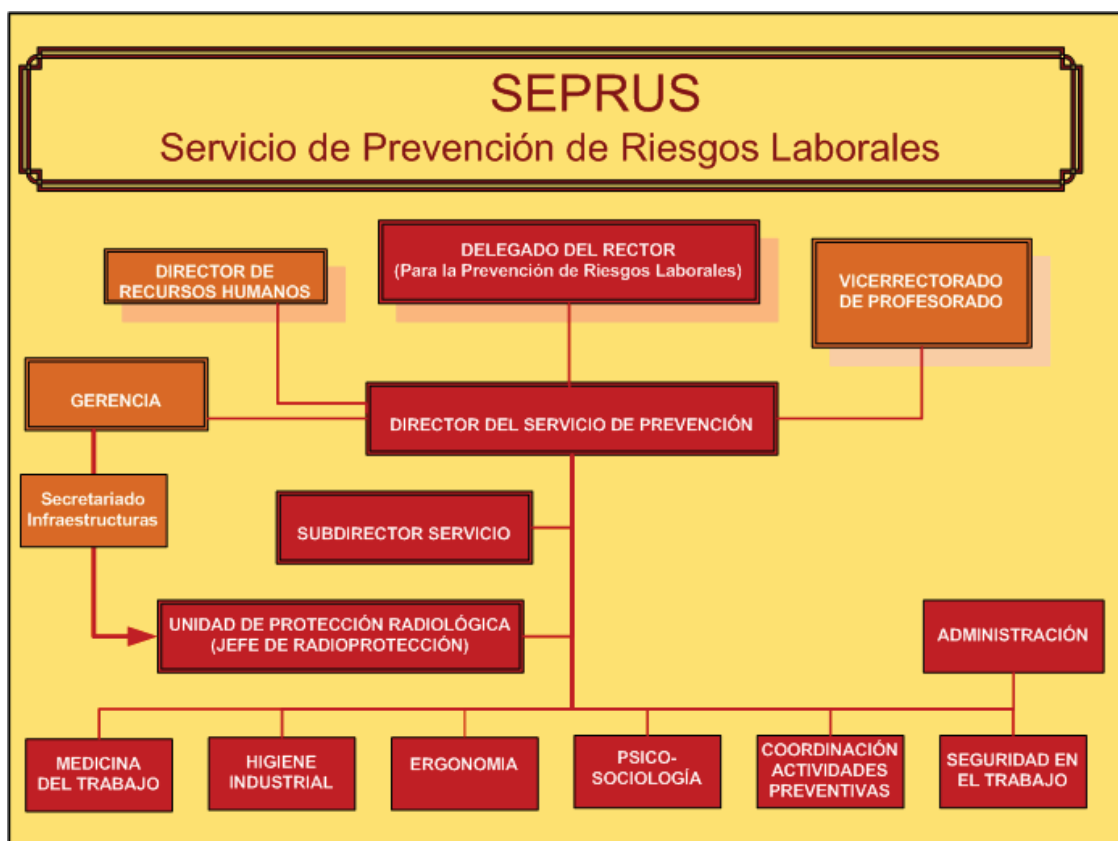 SEPRUS
Servicio de Prevención de Riesgos Laborales
DELEGADO DEL RECTOR
(Para la Prevención de Riesgos Laborales)
DIRECTOR DE
RECURSOS HUMANOS
VICERRECTORADO
DE PROFESORADO
GERENCIA
DIRECTOR DEL SERVICIO DE PREVENCIÓN
Secretariado
Infraestructuras
SUBDIRECTOR SERVICIO
UNIDAD DE PROTECCIÓN RADIOLÓGICA
(JEFE DE RADIOPROTECCIÓN)
ADMINISTRACIÓN
MEDICINA
DEL TRABAJO
HIGIENE
INDUSTRIAL
ERGONOMIA
PSICO-
SOCIOLOGÍA
COORDINACIÓN
ACTIVIDADES
PREVENTIVAS
SEGURIDAD EN
EL TRABAJO